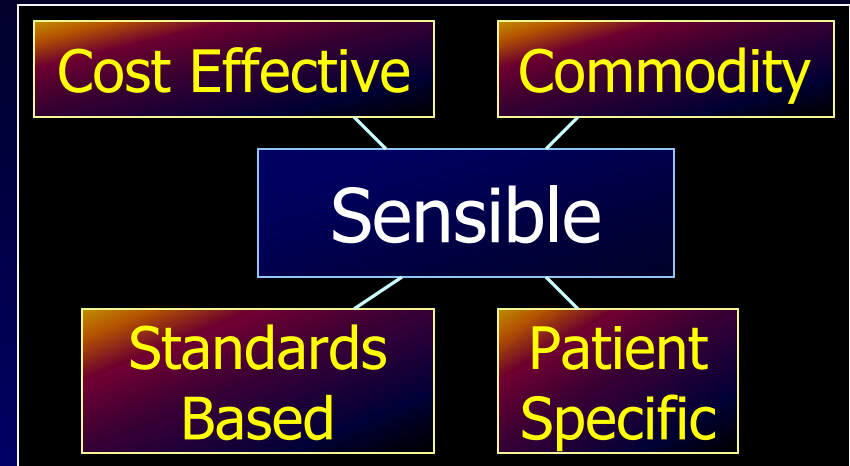 Cost Effective
Commodity
Sensible
Standards
Based
Patient
Specific